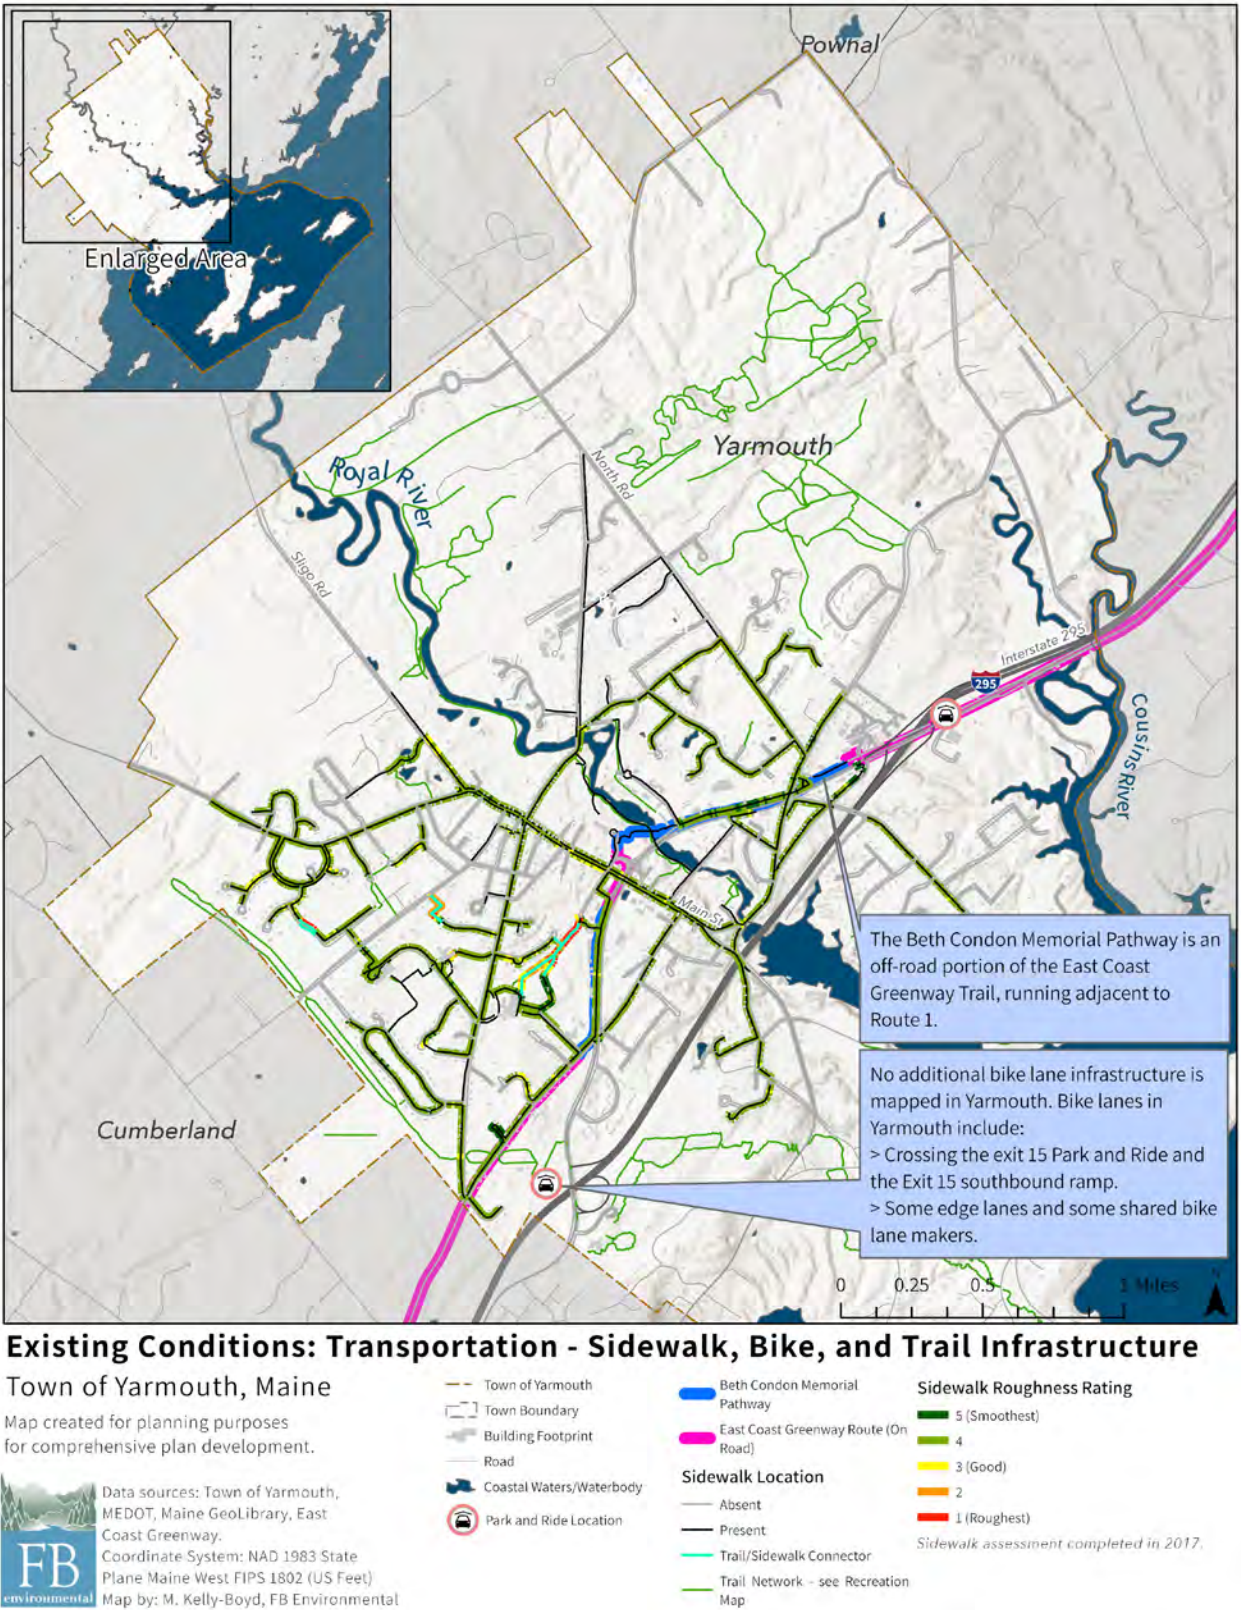 Pownal
Enlarged Area
Royal River
Yarmouth
North Rd
Sligo Rd
Interstate 295
295
Cousins River
Main St
The Beth Condon Memorial Pathway is an
off-road portion of the East Coast
Greenway Trail, running adjacent to
Route 1.
No additional bike lane infrastructure is
mapped in Yarmouth. Bike lanes in
Yarmouth include:
> Crossing the exit 15 Park and Ride and
the Exit 15 southbound ramp.
> Some edge lanes and some shared bike
lane makers.
Cumberland
0 0.25 0.5 1 Miles
N
Existing Conditions: Transportation - Sidewalk, Bike, and Trail Infrastructure
Town of Yarmouth, Maine
Map created for planning purposes
for comprehensive plan development.
Data sources: Town of Yarmouth,
MEDOT, Maine GeoLibrary, East
Coast Greenway.
Coordinate System: NAD 1983 State
Plane Maine West FIPS 1802 (US Feet)
Map by: M. Kelly-Boyd, FB Environmental
FB
environmental
Town of Yarmouth
Town Boundary
Building Footprint
Road
Coastal Waters/Waterbody
Park and Ride Location
Beth Condon Memorial
Pathway
East Coast Greenway Route (On
Road)
Sidewalk Location
Absent
Present
Trail/Sidewalk Connector
Trail Network - see Recreation
Map
Sidewalk Roughness Rating
5 (Smoothest)
4
3 (Good)
2
1 (Roughest)
Sidewalk assessment completed in 2017.